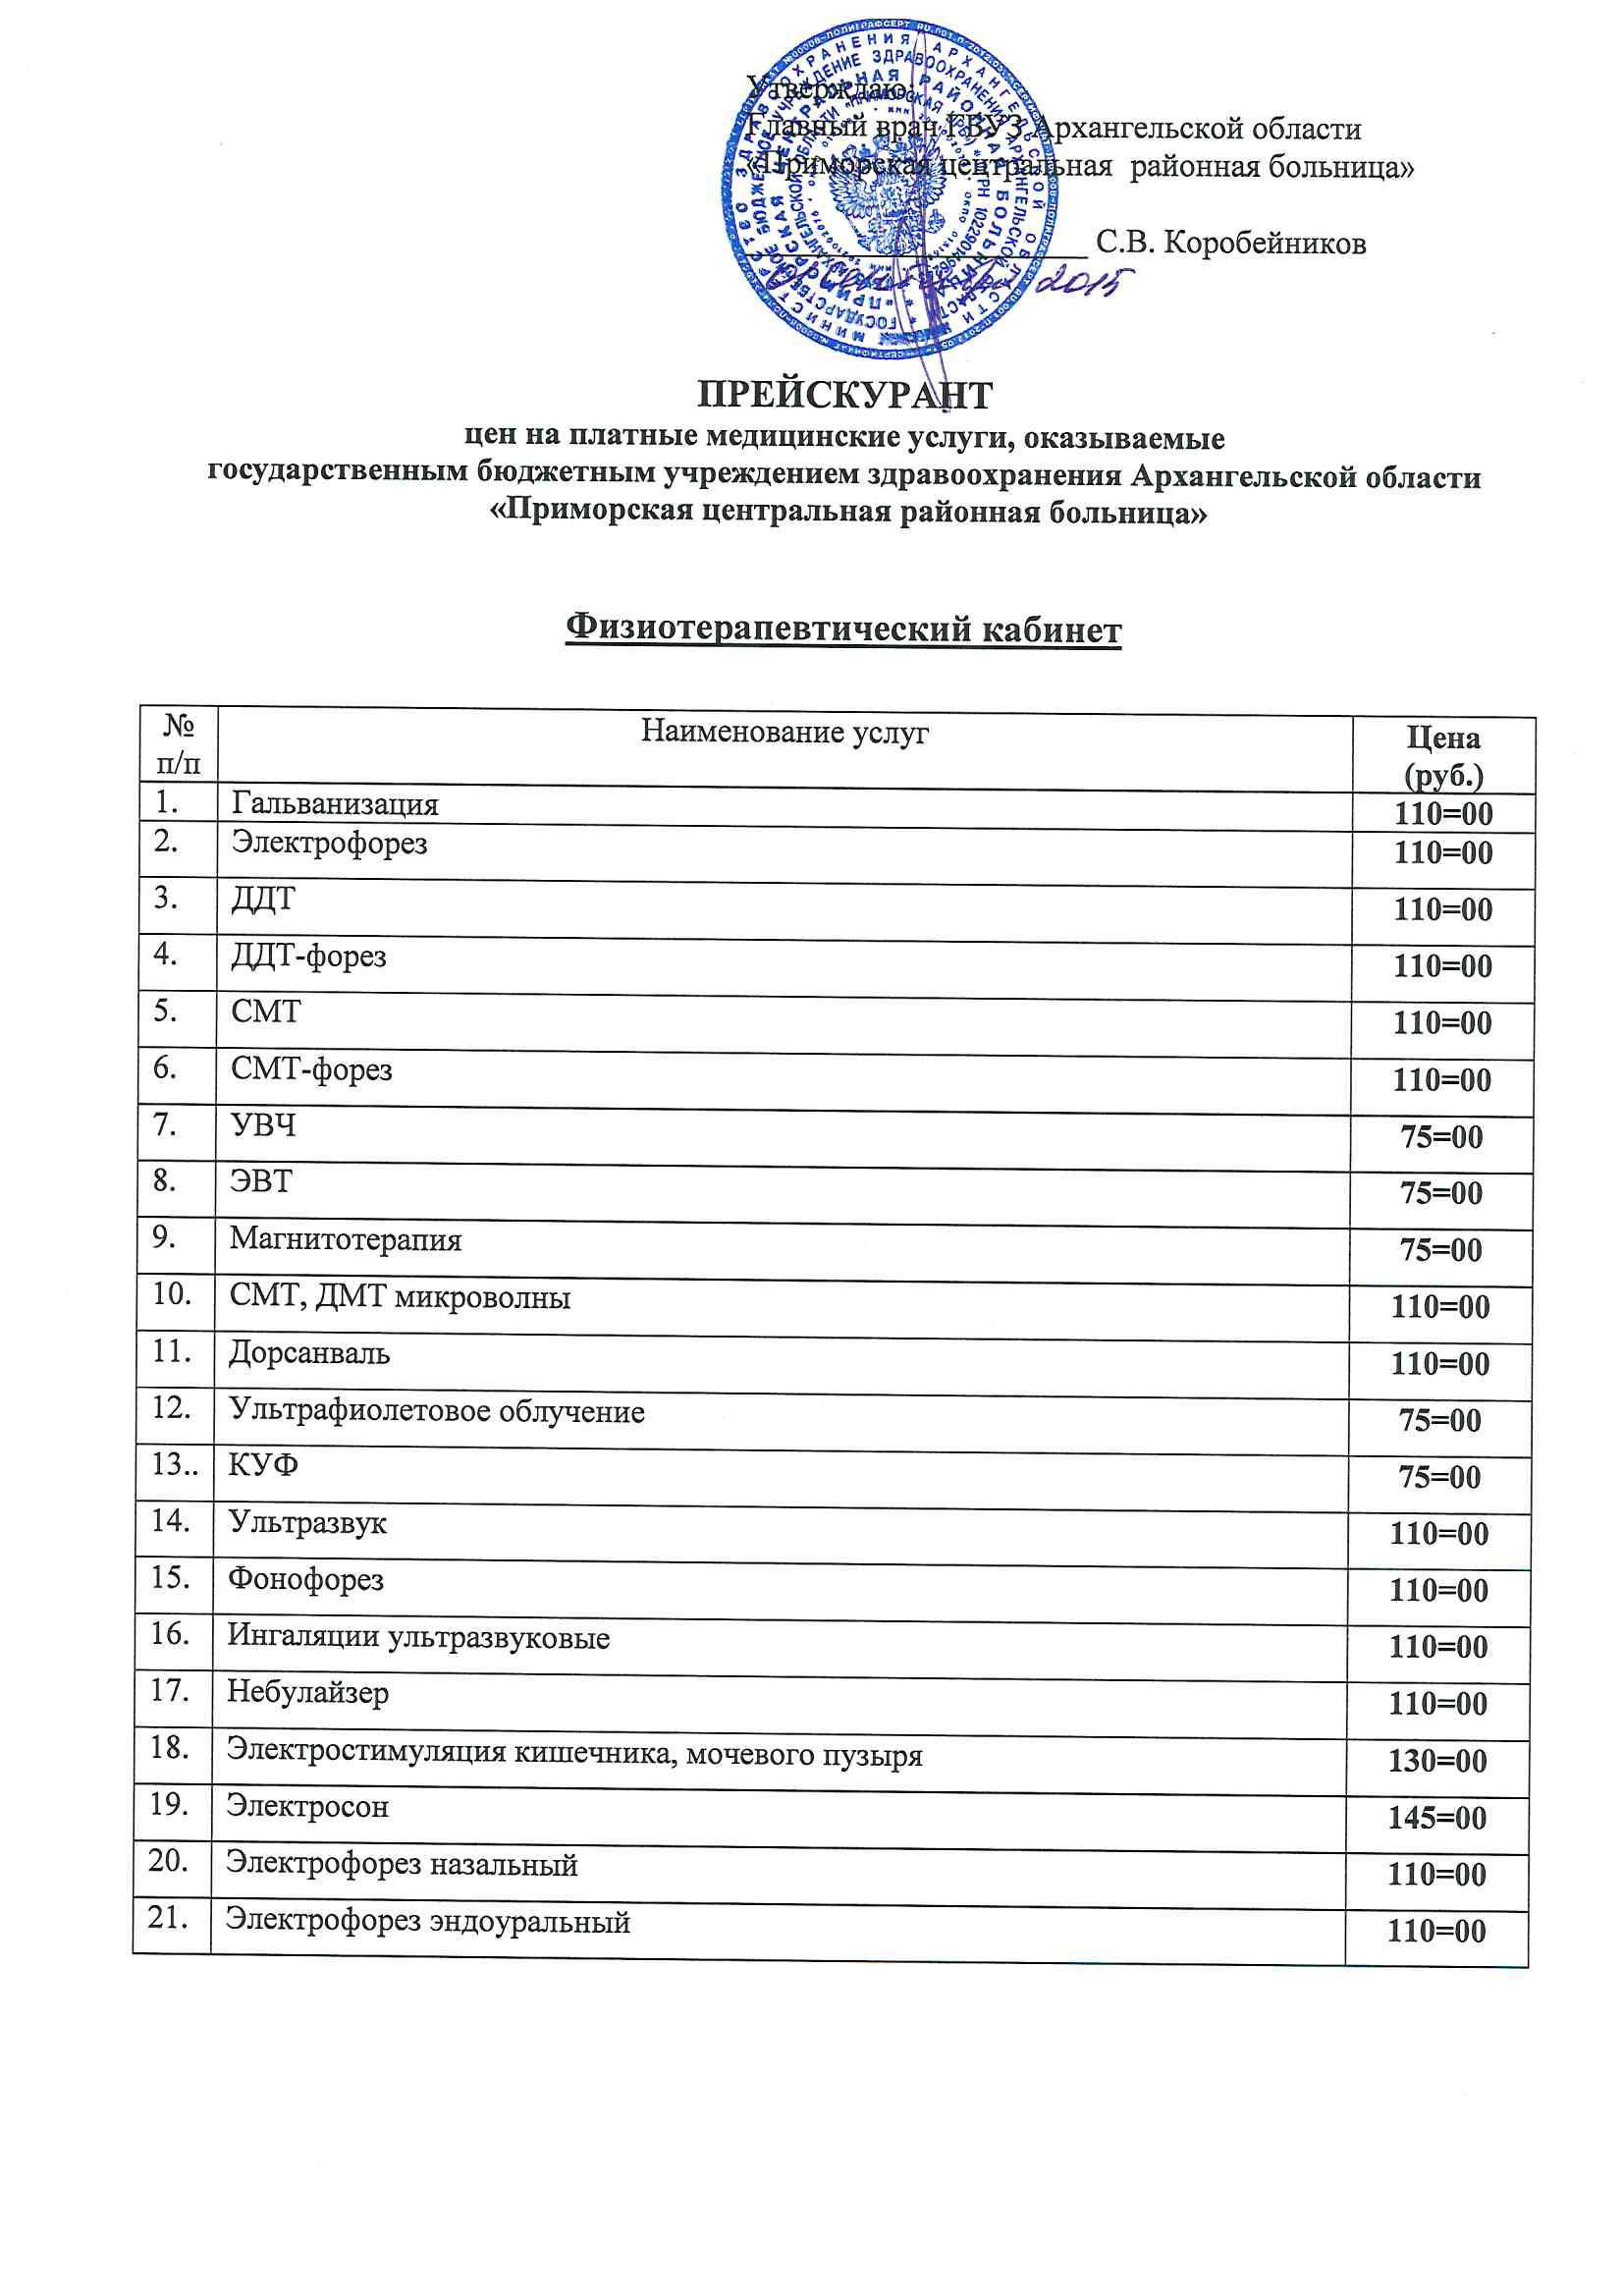 Утверждаю:
Главный врач ГБУЗ Архангельской области
«Приморская центральная районная больница»
С.В. Коробейников
2015
ПРЕЙСКУРАНТ
цен на платные медицинские услуги, оказываемые
государственным бюджетным учреждением здравоохранения Архангельской области
«Приморская центральная районная больница»
Физиотерапевтический кабинет
№ п/п Наименование услуг Цена (руб.)
1. Гальванизация 110=00
2. Электрофорез 110=00
3. ДДТ 110=00
4. ДДТ-форез 110=00
5. СМТ 110=00
6. СМТ-форез 110=00
7. УВЧ 75=00
8. ЭВТ 75=00
9. Магнитотерапия 75=00
10. СМТ, ДМТ микроволны 110=00
11. Дорсанваль 110=00
12. Ультрафиолетовое облучение 75=00
13.. КУФ 75=00
14. Ультразвук 110=00
15. Фонофорез 110=00
16. Ингаляции ультразвуковые 110=00
17. Небулайзер 110=00
18. Электростимуляция кишечника, мочевого пузыря 130=00
19. Электросон 145=00
20. Электрофорез назальный 110=00
21. Электрофорез эндоуральный 110=00